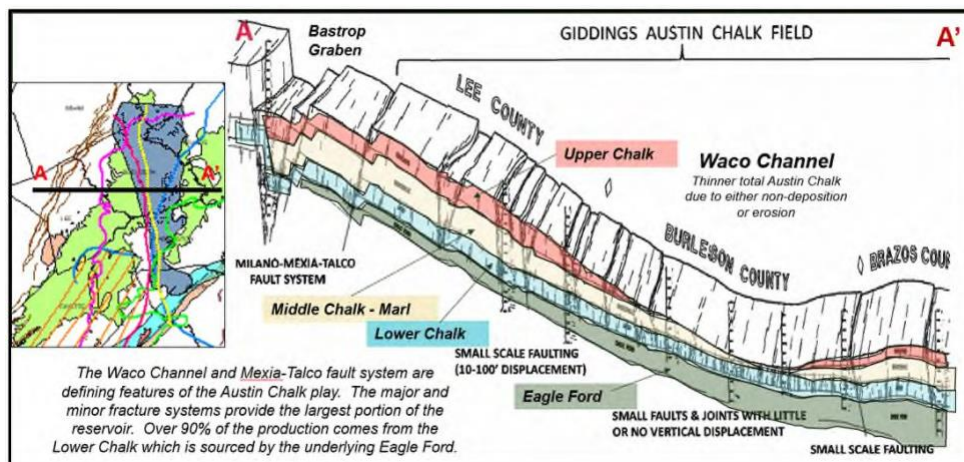 A
Bastrop
Graben
GIDDINGS AUSTIN CHALK FIELD
A'
LEE COUNTY
Upper Chalk
Waco Channel
Thinner total Austin Chalk
due to either non-deposition
or erosion
A
A'
BURLESON COUNTY
BRAZOS COUN
MILANO-MEXIA-TALCO
FAULT SYSTEM
Middle Chalk - Marl
Lower Chalk
SMALL SCALE FAULTING
(10-100' DISPLACEMENT)
Eagle Ford
SMALL FAULTS & JOINTS WITH LITTLE
OR NO VERTICAL DISPLACEMENT
SMALL SCALE FAULTING
The Waco Channel and Mexia-Talco fault system are
defining features of the Austin Chalk play. The major and
minor fracture systems provide the largest portion of the
reservoir. Over 90% of the production comes from the
Lower Chalk which is sourced by the underlying Eagle Ford.